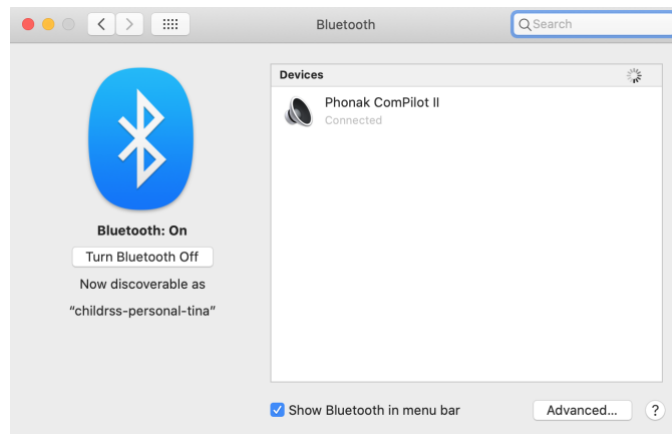 Bluetooth
Search
Devices
Phonak ComPilot II
Connected
Bluetooth: On
Turn Bluetooth Off
Now discoverable as
“childrss-personal-tina”
Show Bluetooth in menu bar
Advanced...
?